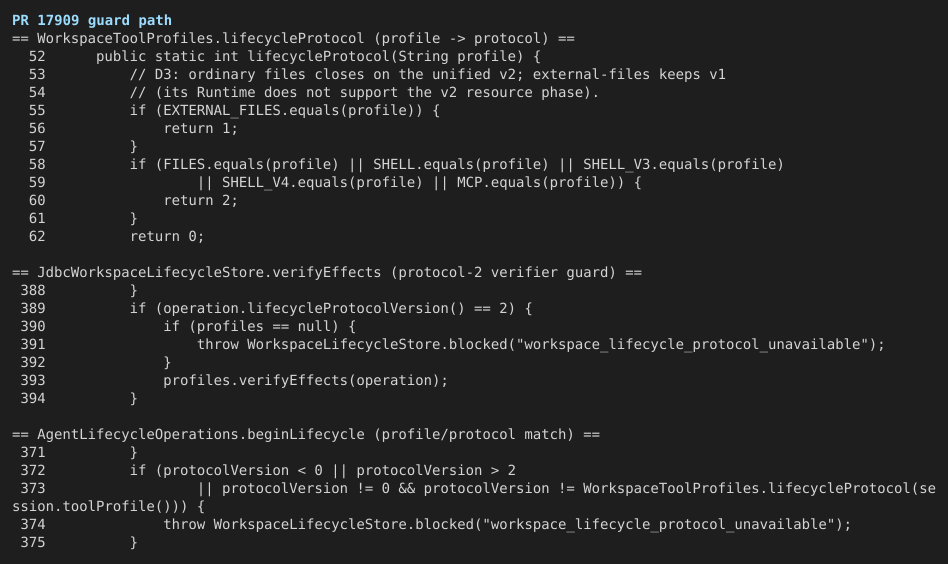 PR 17909 guard path
== WorkspaceToolProfiles.lifecycleProtocol (profile -> protocol) ==
  52      public static int lifecycleProtocol(String profile) {
  53          // D3: ordinary files closes on the unified v2; external-files keeps v1
  54          // (its Runtime does not support the v2 resource phase).
  55          if (EXTERNAL_FILES.equals(profile)) {
  56              return 1;
  57          }
  58          if (FILES.equals(profile) || SHELL.equals(profile) || SHELL_V3.equals(profile)
  59                  || SHELL_V4.equals(profile) || MCP.equals(profile)) {
  60              return 2;
  61          }
  62          return 0;

== JdbcWorkspaceLifecycleStore.verifyEffects (protocol-2 verifier guard) ==
 388          }
 389          if (operation.lifecycleProtocolVersion() == 2) {
 390              if (profiles == null) {
 391                  throw WorkspaceLifecycleStore.blocked("workspace_lifecycle_protocol_unavailable");
 392              }
 393              profiles.verifyEffects(operation);
 394          }

== AgentLifecycleOperations.beginLifecycle (profile/protocol match) ==
 371          }
 372          if (protocolVersion < 0 || protocolVersion > 2
 373                  || protocolVersion != 0 && protocolVersion != WorkspaceToolProfiles.lifecycleProtocol(se
ssion.toolProfile())) {
 374              throw WorkspaceLifecycleStore.blocked("workspace_lifecycle_protocol_unavailable");
 375          }